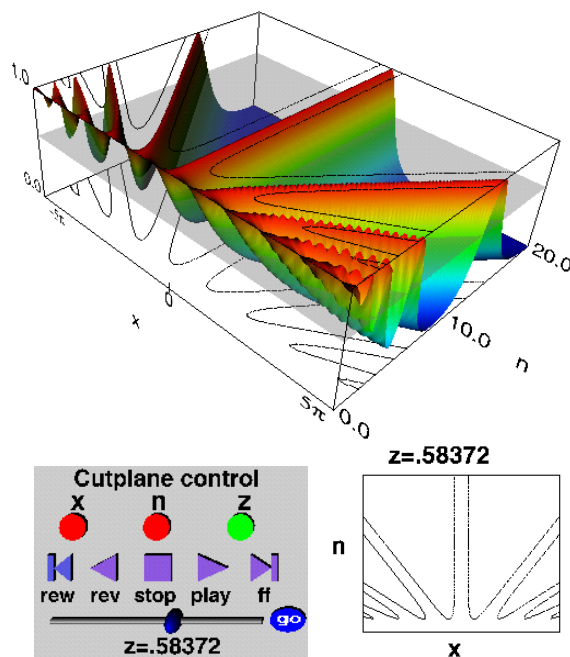 1.0
0.0
-5π
0
x
5π
0.0
10.0
20.0
n
Cutplane control
x n z
rew rev stop play ff
go
z=.58372
z=.58372
n
x